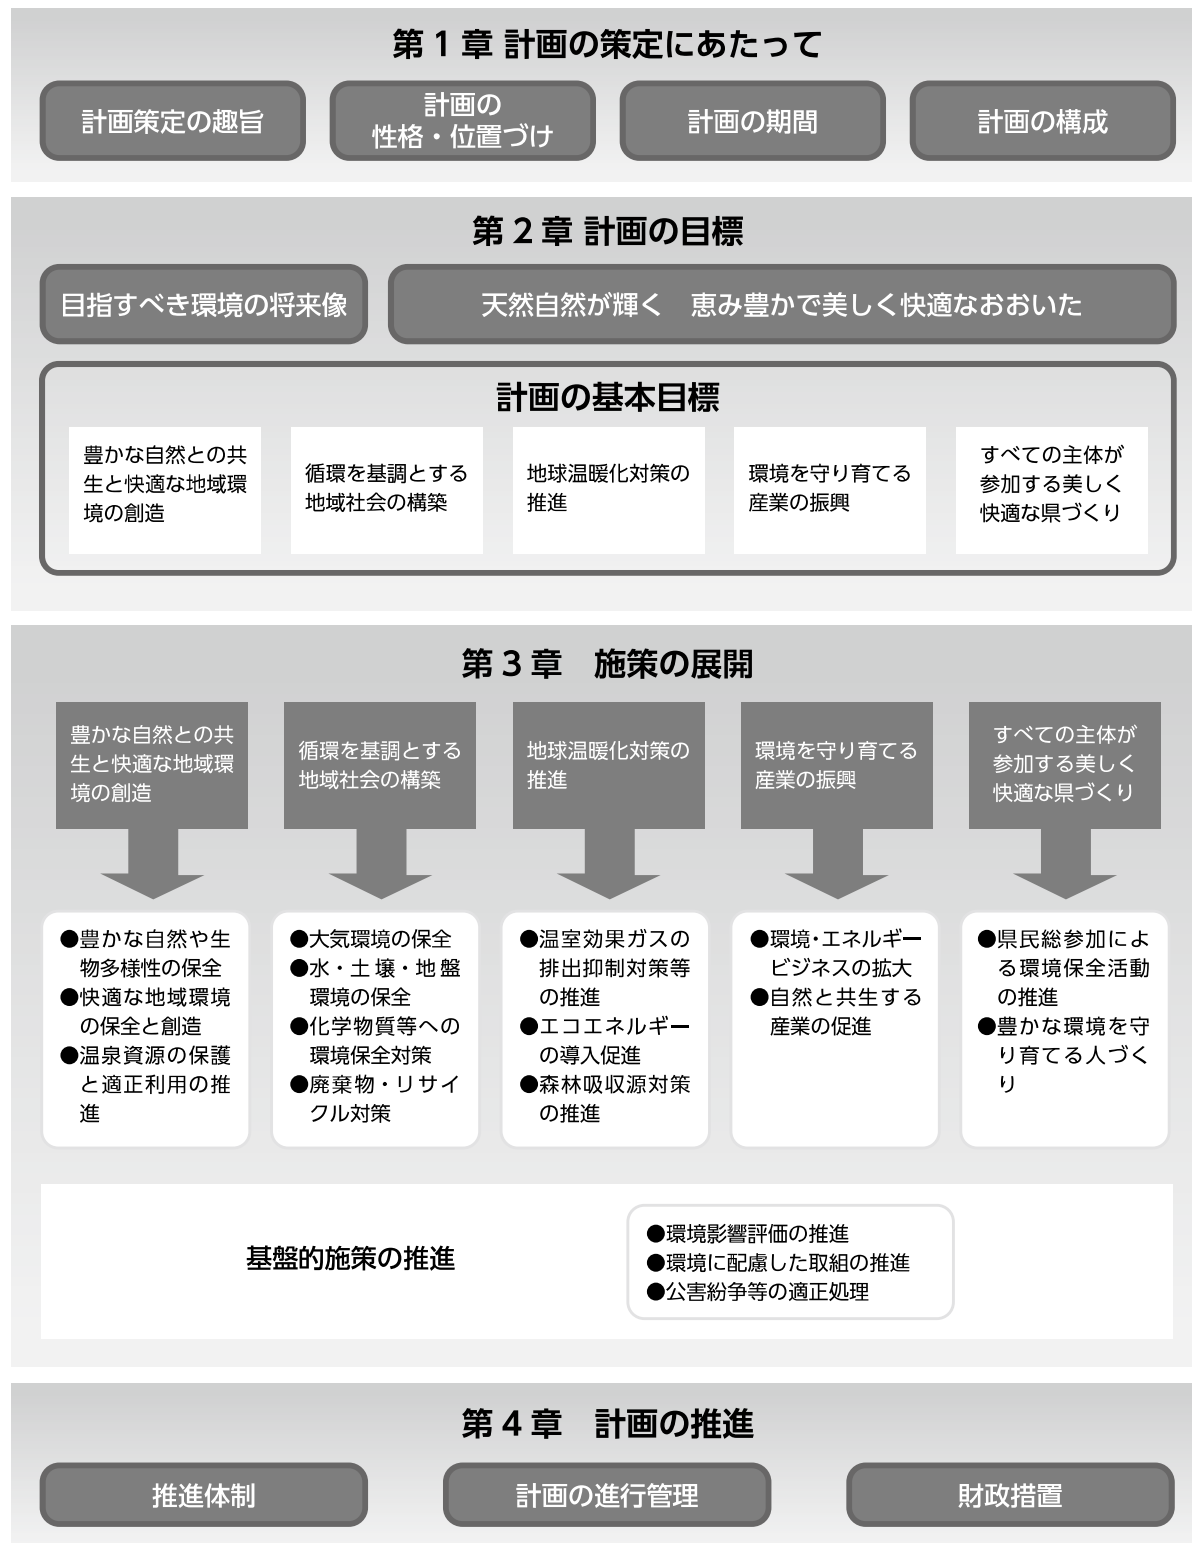 第 1 章 計画の策定にあたって
計画策定の趣旨
計画の
性格・位置づけ
計画の期間
計画の構成
第 2 章 計画の目標
目指すべき環境の将来像
天然自然が輝く　恵み豊かで美しく快適なおおいた
計画の基本目標
豊かな自然との共
生と快適な地域環
境の創造
循環を基調とする
地域社会の構築
地球温暖化対策の
推進
環境を守り育てる
産業の振興
すべての主体が
参加する美しく
快適な県づくり
第 3 章　施策の展開
豊かな自然との共
生と快適な地域環
境の創造
循環を基調とする
地域社会の構築
地球温暖化対策の
推進
環境を守り育てる
産業の振興
すべての主体が
参加する美しく
快適な県づくり
●豊かな自然や生
物多様性の保全
●快適な地域環境
の保全と創造
●温泉資源の保護
と適正利用の推
進
●大気環境の保全
●水・土壌・地盤
環境の保全
●化学物質等への
環境保全対策
●廃棄物・リサイ
クル対策
●温室効果ガスの
排出抑制対策等
の推進
●エコエネルギー
の導入促進
●森林吸収源対策
の推進
●環境・エネルギー
ビジネスの拡大
●自然と共生する
産業の促進
●県民総参加によ
る環境保全活動
の推進
●豊かな環境を守
り育てる人づく
り
基盤的施策の推進
●環境影響評価の推進
●環境に配慮した取組の推進
●公害紛争等の適正処理
第 4 章　計画の推進
推進体制
計画の進行管理
財政措置